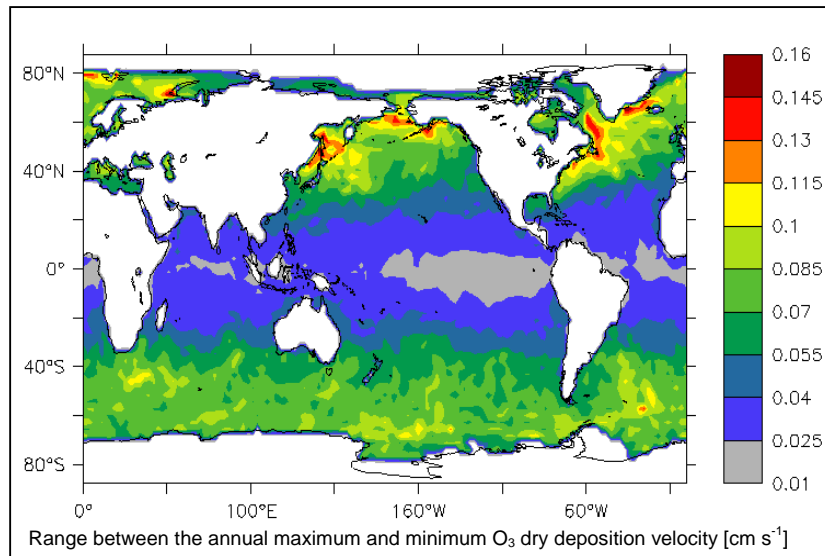 80°N
40°N
0°
40°S
80°S
0°
100°E
160°W
60°W
0.16
0.145
0.13
0.115
0.1
0.085
0.07
0.055
0.04
0.025
0.01
Range between the annual maximum and minimum O₃ dry deposition velocity [cm s⁻¹]